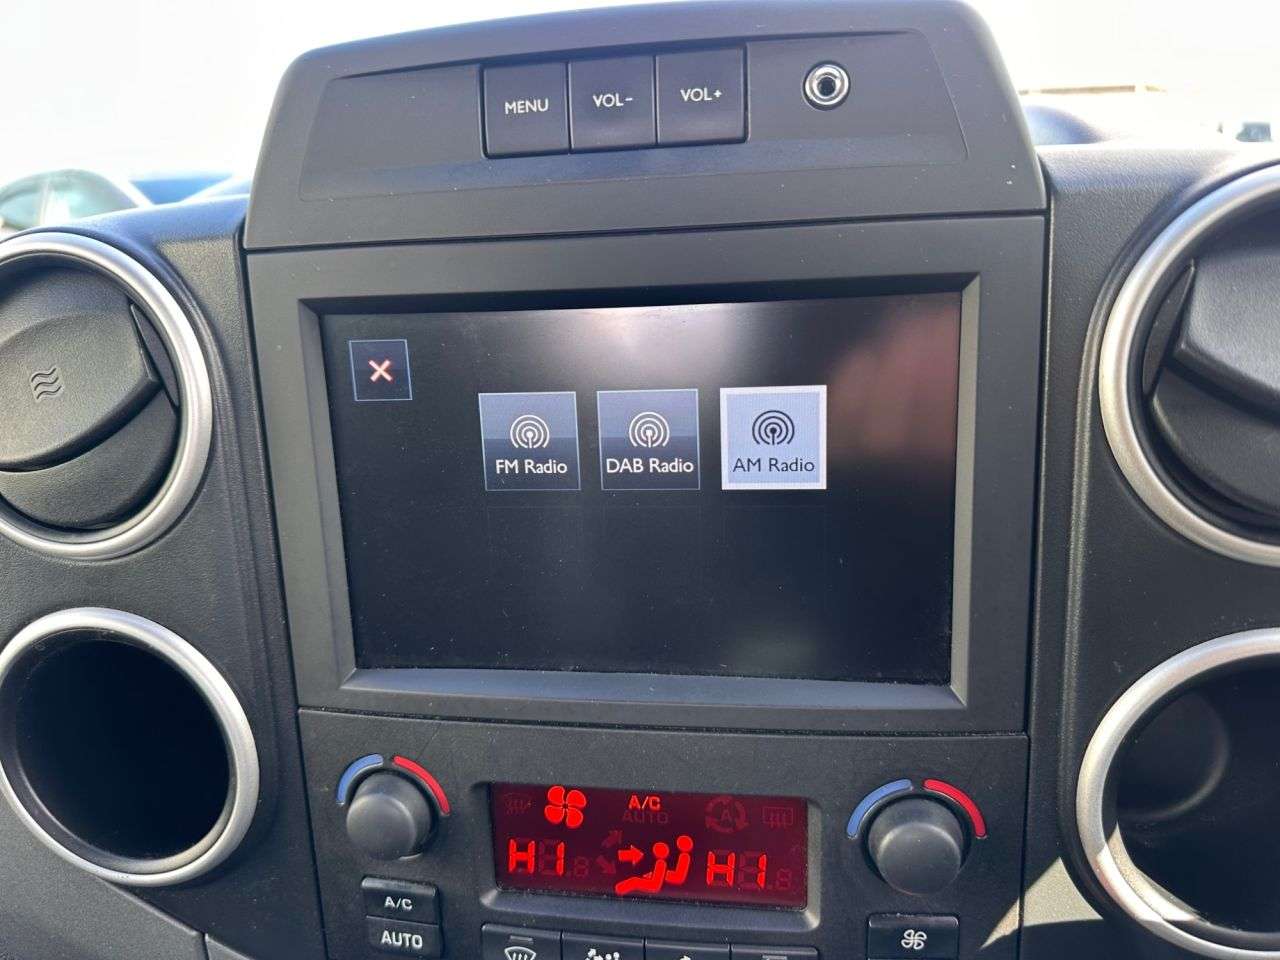 MENU VOL- VOL+
FM Radio DAB Radio AM Radio
A/C
AUTO
HI HI
A/C
AUTO